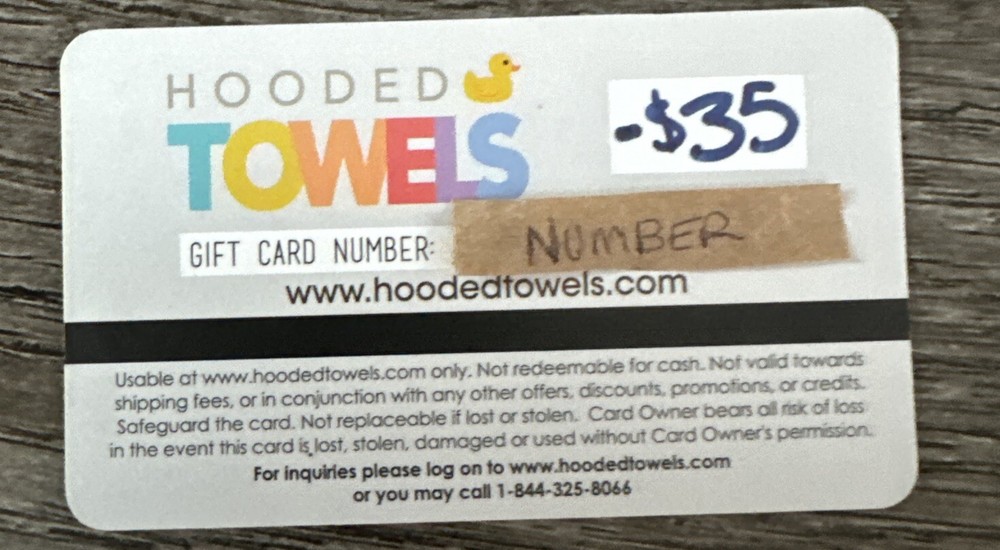 HOODED
TOWELS
-$35
GIFT CARD NUMBER: NUMBER
www.hoodedtowels.com
Usable at www.hoodedtowels.com only. Not redeemable for cash. Not valid towards
shipping fees, or in conjunction with any other offers, discounts, promotions, or credits.
Safeguard the card. Not replaceable if lost or stolen. Card Owner bears all risk of loss
in the event this card is lost, stolen, damaged or used without Card Owner's permission.
For inquiries please log on to www.hoodedtowels.com
or you may call 1-844-325-8066